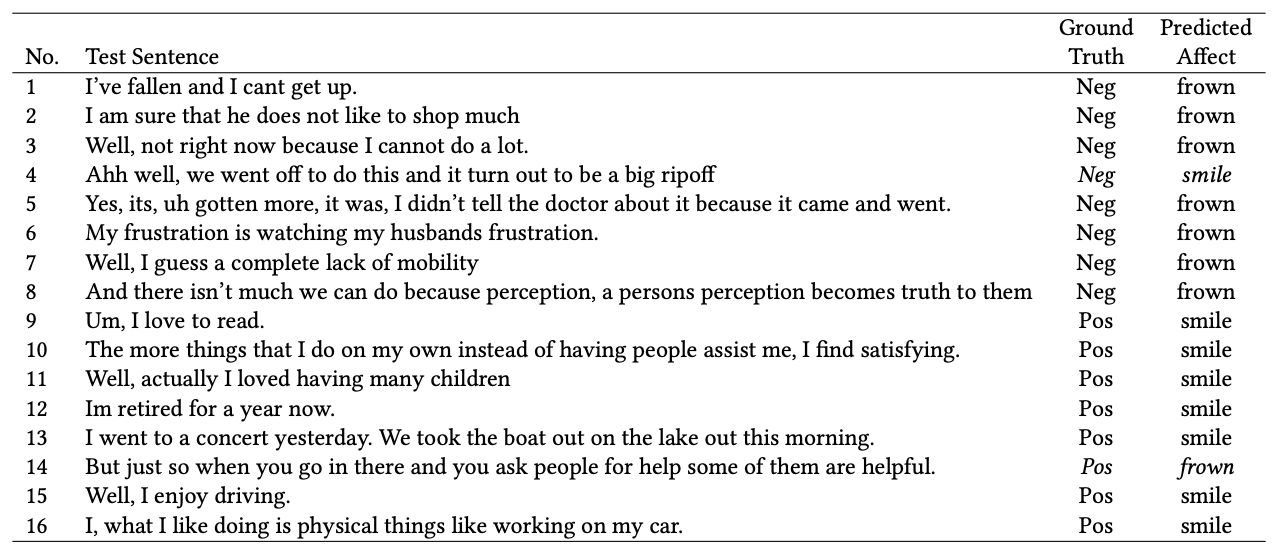 Ground Predicted
No. Test Sentence Truth Affect
1 I've fallen and I cant get up. Neg frown
2 I am sure that he does not like to shop much Neg frown
3 Well, not right now because I cannot do a lot. Neg frown
4 Ahh well, we went off to do this and it turn out to be a big ripoff Neg smile
5 Yes, its, uh gotten more, it was, I didn't tell the doctor about it because it came and went. Neg frown
6 My frustration is watching my husbands frustration. Neg frown
7 Well, I guess a complete lack of mobility Neg frown
8 And there isn't much we can do because perception, a persons perception becomes truth to them Neg frown
9 Um, I love to read. Pos smile
10 The more things that I do on my own instead of having people assist me, I find satisfying. Pos smile
11 Well, actually I loved having many children Pos smile
12 Im retired for a year now. Pos smile
13 I went to a concert yesterday. We took the boat out on the lake out this morning. Pos smile
14 But just so when you go in there and you ask people for help some of them are helpful. Pos frown
15 Well, I enjoy driving. Pos smile
16 I, what I like doing is physical things like working on my car. Pos smile